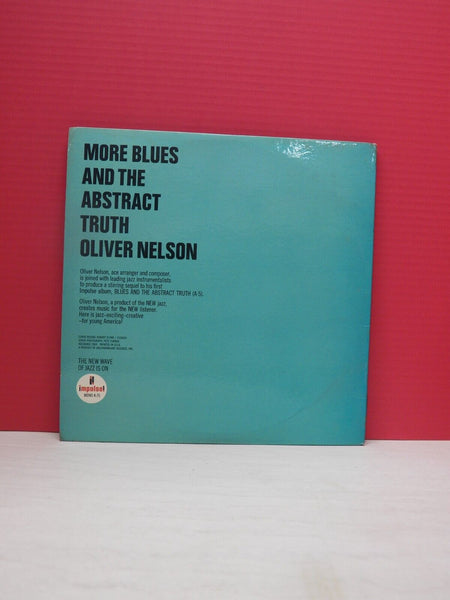 MORE BLUES
AND THE
ABSTRACT
TRUTH
OLIVER NELSON
Oliver Nelson, ace arranger and composer,
is joined with leading jazz instrumentalists
to produce a stirring sequel to his first
Impulse album, BLUES AND THE ABSTRACT TRUTH (A-5).
Oliver Nelson, a product of the NEW jazz,
creates music for the NEW listener.
Here is jazz-exciting-creative
-for young America!
THE NEW WAVE
OF JAZZ IS ON
impulse!
MONO A-75